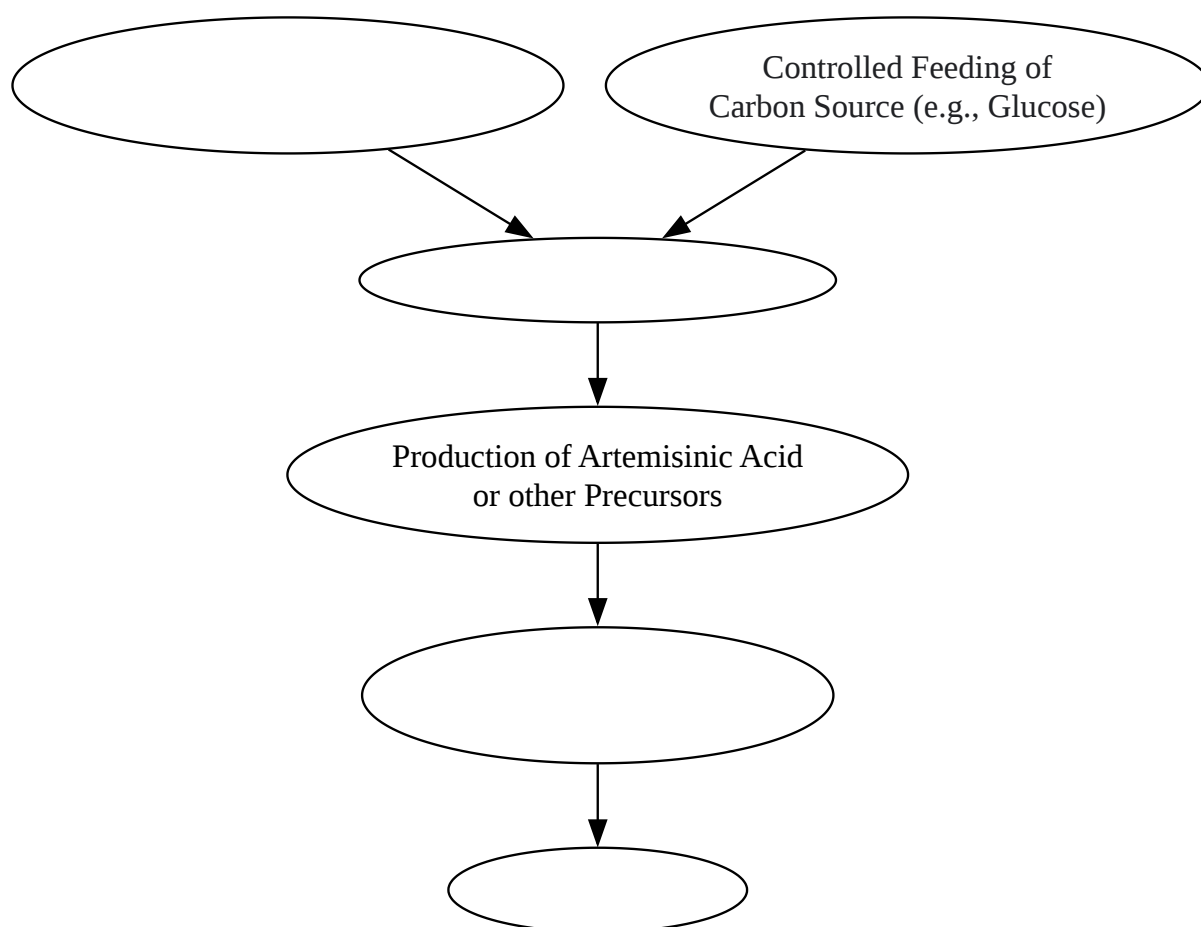 Controlled Feeding of
Carbon Source (e.g., Glucose)
Production of Artemisinic Acid
or other Precursors